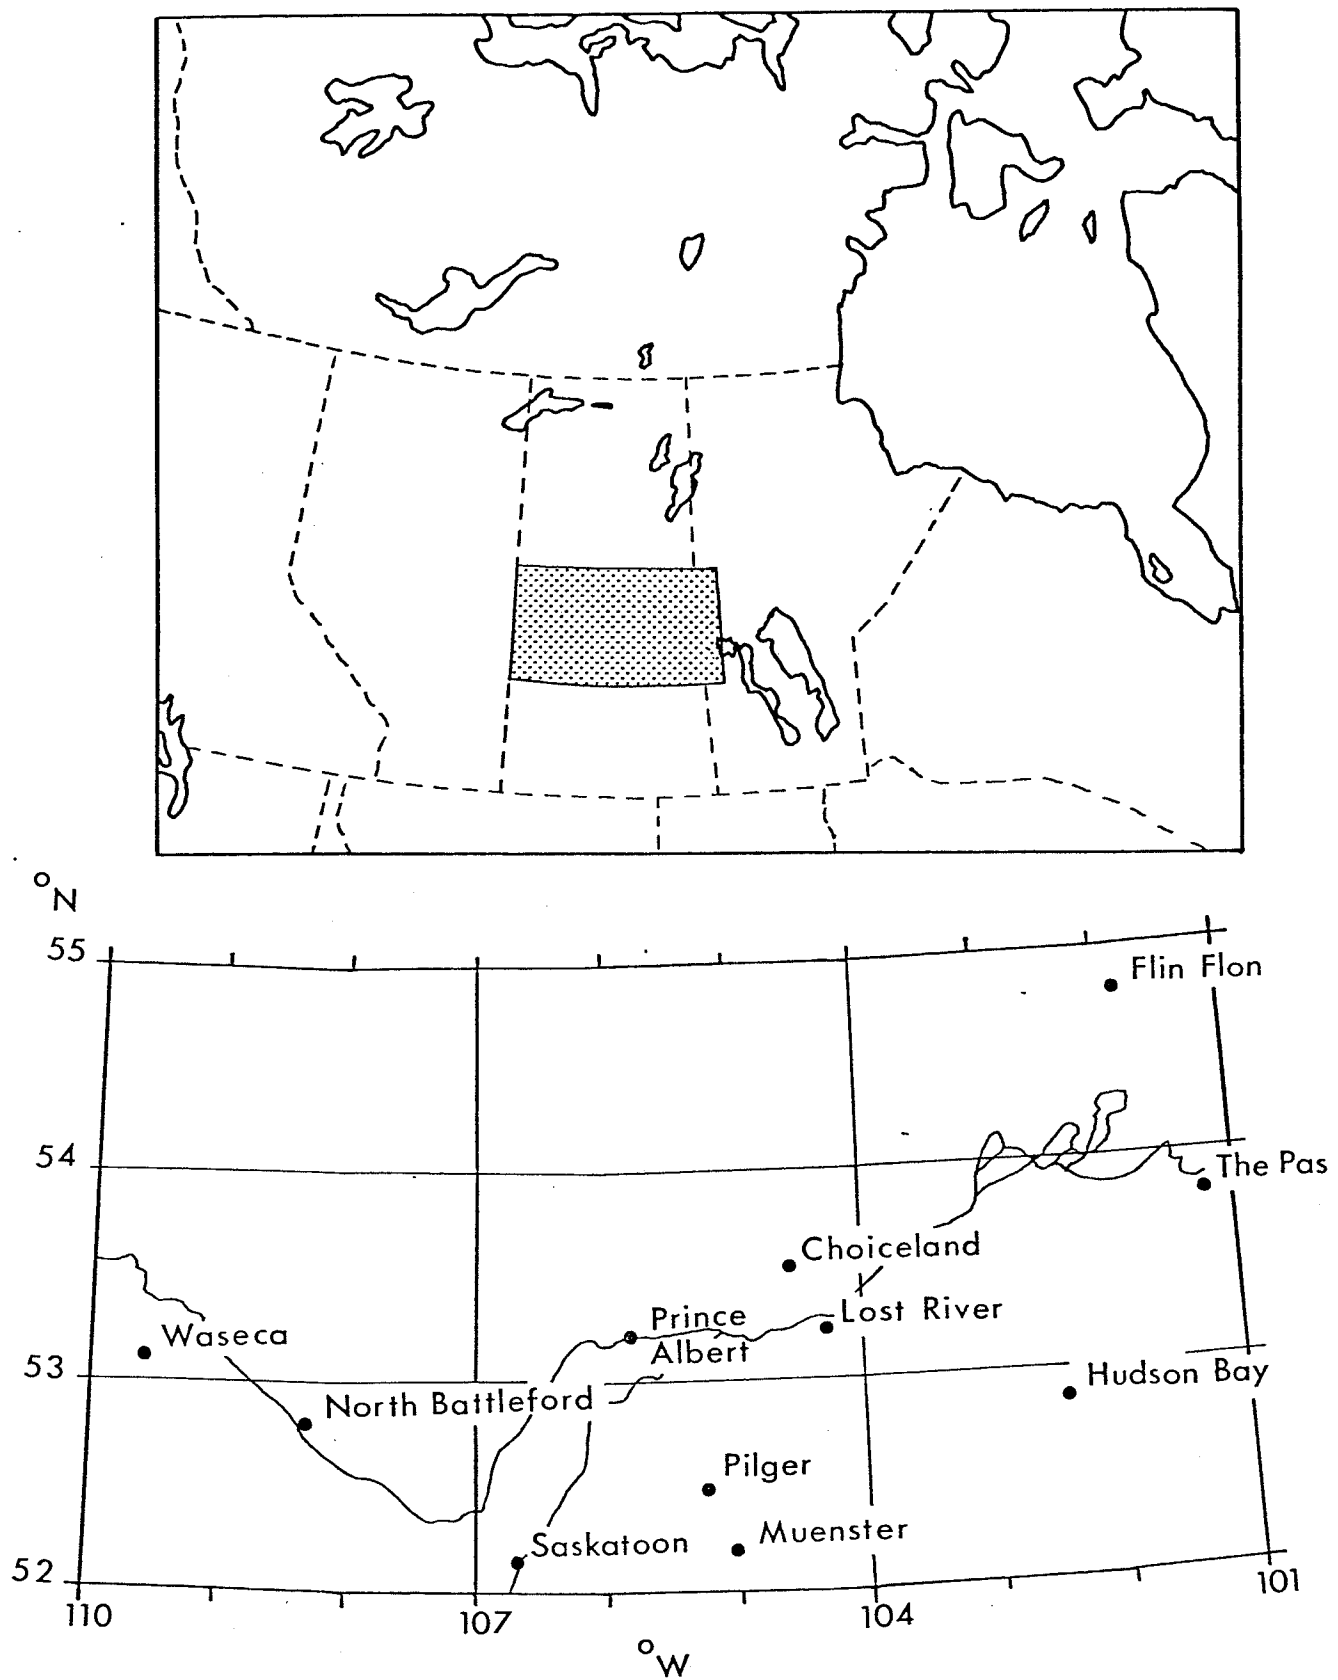 °N
55
Flin Flon
54
The Pas
Choiceland
Prince
Albert
Lost River
Waseca
53
Hudson Bay
North Battleford
Pilger
Saskatoon
Muenster
52
110
107
104
101
°W